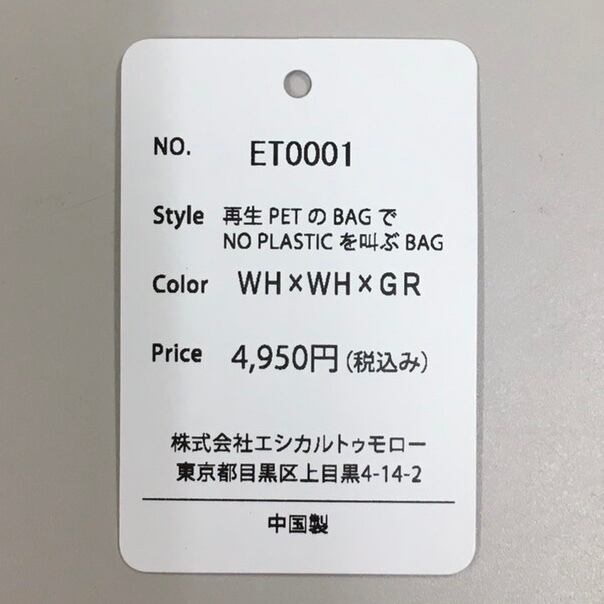 NO. ET0001
Style 再生 PET の BAG で
NO PLASTIC を叫ぶ BAG
Color WH×WH×GR
Price 4,950円（税込み）
株式会社エシカルトゥモロー
東京都目黒区上目黒4-14-2
中国製